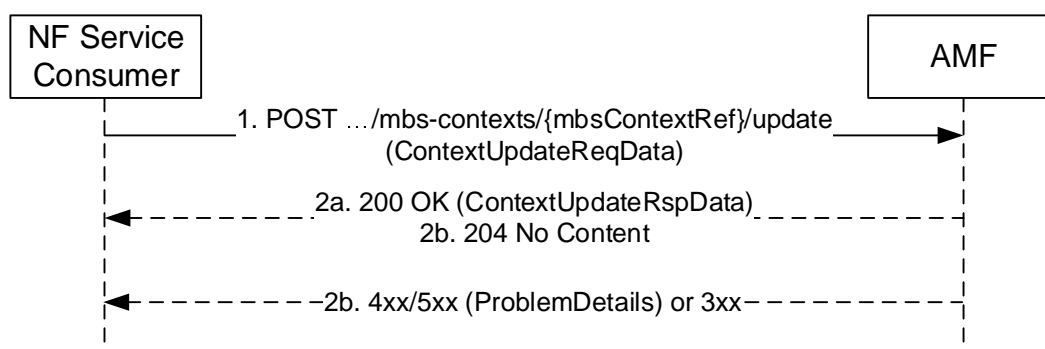 NF Service
Consumer
AMF
1. POST …/mbs-contexts/{mbsContextRef}/update
(ContextUpdateReqData)
2a. 200 OK (ContextUpdateRspData)
2b. 204 No Content
2b. 4xx/5xx (ProblemDetails) or 3xx